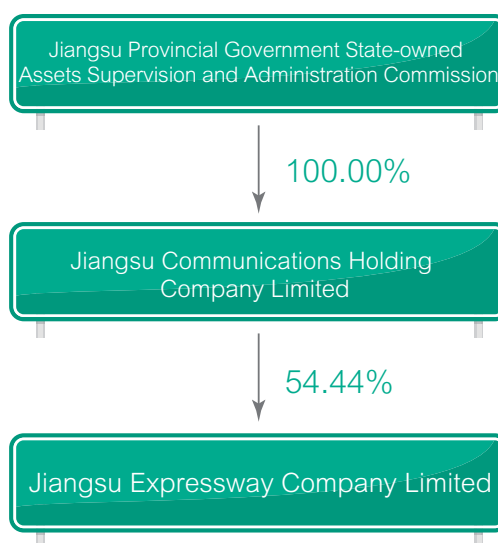 Jiangsu Provincial Government State-owned
Assets Supervision and Administration Commission
100.00%
Jiangsu Communications Holding
Company Limited
54.44%
Jiangsu Expressway Company Limited